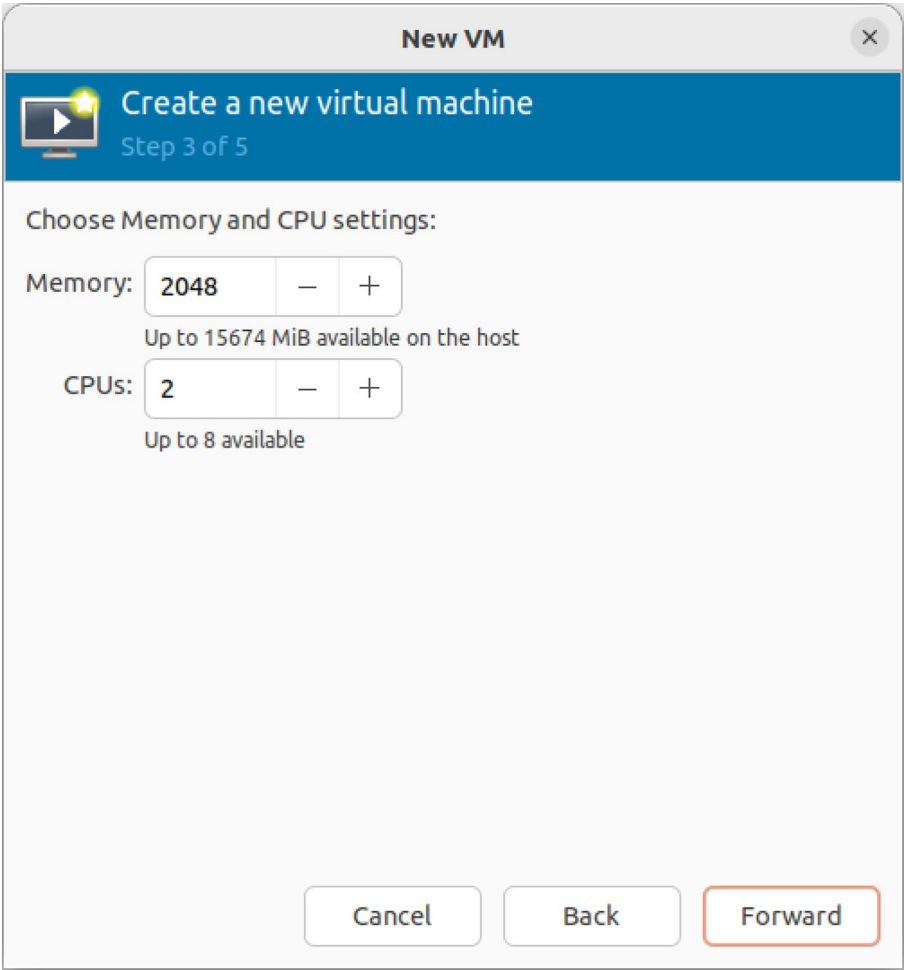 New VM
Create a new virtual machine
Step 3 of 5
Choose Memory and CPU settings:
Memory: 2048 — +
Up to 15674 MiB available on the host
CPUs: 2 — +
Up to 8 available
Cancel Back Forward